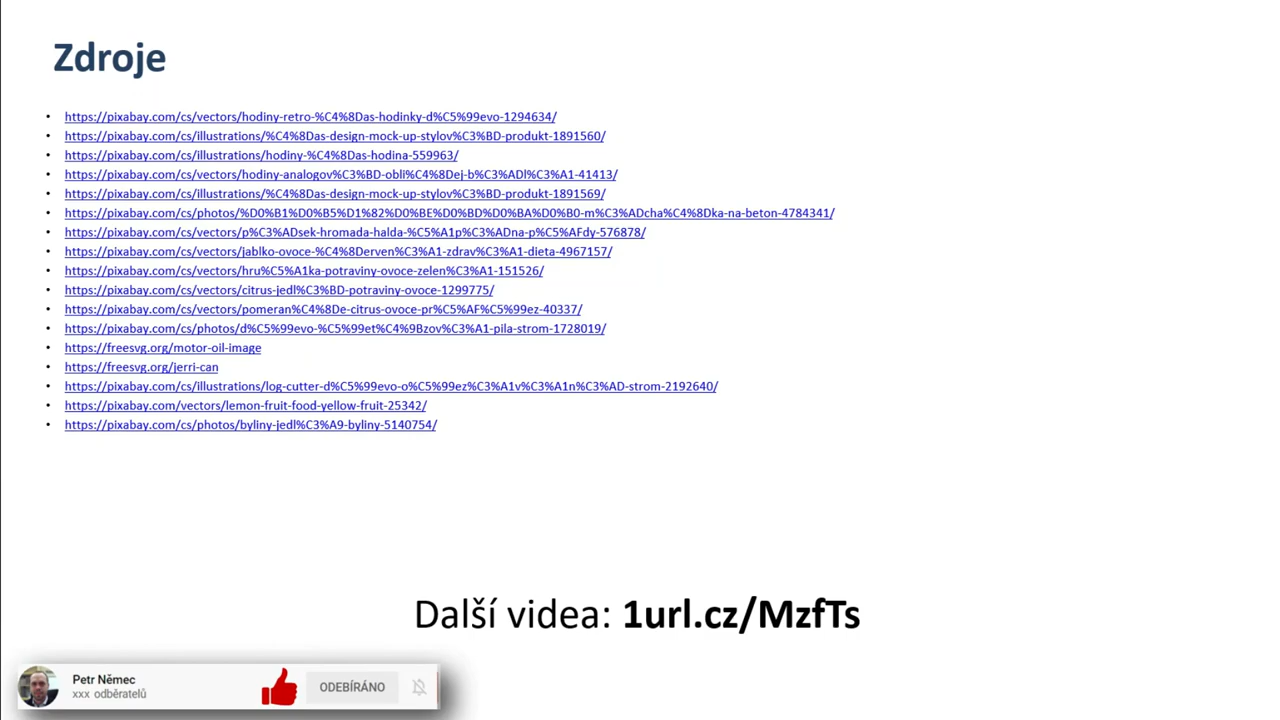 Zdroje
• https://pixabay.com/cs/vectors/hodiny-retro-%C4%8Das-hodinky-d%C5%99evo-1294634/
• https://pixabay.com/cs/illustrations/%C4%8Das-design-mock-up-stylov%C3%BD-produkt-1891560/
• https://pixabay.com/cs/illustrations/hodiny-%C4%8Das-hodina-559963/
• https://pixabay.com/cs/vectors/hodiny-analogov%C3%BD-obli%C4%8Dej-b%C3%ADl%C3%A1-41413/
• https://pixabay.com/cs/illustrations/%C4%8Das-design-mock-up-stylov%C3%BD-produkt-1891569/
• https://pixabay.com/cs/photos/%D0%B1%D0%B5%D1%82%D0%BE%D0%BD%D0%BA%D0%B0-m%C3%ADcha%C4%8Dka-na-beton-4784341/
• https://pixabay.com/cs/vectors/p%C3%ADsek-hromada-halda-%C5%A1p%C3%ADna-p%C5%AFdy-576878/
• https://pixabay.com/cs/vectors/jablko-ovoce-%C4%8Derven%C3%A1-zdrav%C3%A1-dieta-4967157/
• https://pixabay.com/cs/vectors/hru%C5%A1ka-potraviny-ovoce-zelen%C3%A1-151526/
• https://pixabay.com/cs/vectors/citrus-jedl%C3%BD-potraviny-ovoce-1299775/
• https://pixabay.com/cs/vectors/pomeran%C4%8De-citrus-ovoce-pr%C5%AF%C5%99ez-40337/
• https://pixabay.com/cs/photos/d%C5%99evo-%C5%99et%C4%9Bzov%C3%A1-pila-strom-1728019/
• https://freesvg.org/motor-oil-image
• https://freesvg.org/jerri-can
• https://pixabay.com/cs/illustrations/log-cutter-d%C5%99evo-o%C5%99ez%C3%A1v%C3%A1n%C3%AD-strom-2192640/
• https://pixabay.com/vectors/lemon-fruit-food-yellow-fruit-25342/
• https://pixabay.com/cs/photos/byliny-jedl%C3%A9-byliny-5140754/
Další videa: 1url.cz/MzfTs
Petr Němec
xxx odběratelů
ODEBÍRÁNO